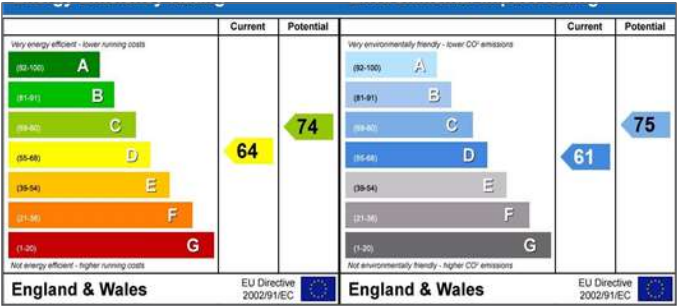 Current
Potential
Very energy efficient - lower running costs
(92-100) A
(81-91) B
(69-80) C
(55-68) D
(39-54) E
(21-38) F
(1-20) G
64
74
Not energy efficient - higher running costs
England & Wales
EU Directive
2002/91/EC
Current
Potential
Very environmentally friendly - lower CO² emissions
(92-100) A
(81-91) B
(69-80) C
(55-68) D
(39-54) E
(21-38) F
(1-20) G
61
75
Not environmentally friendly - higher CO² emissions
England & Wales
EU Directive
2002/91/EC